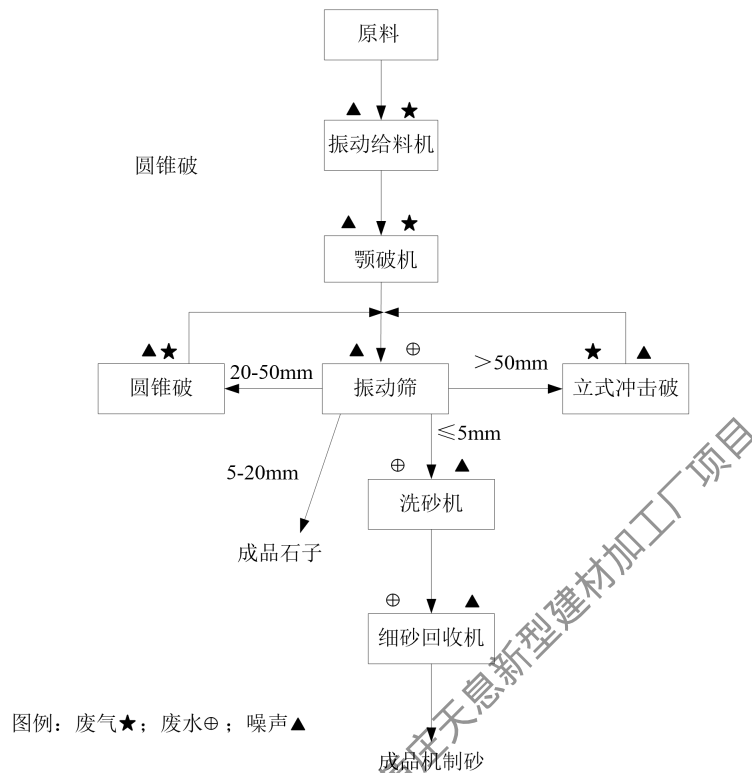 原料
振动给料机
圆锥破
颚破机
圆锥破
20-50mm
振动筛
>50mm
立式冲击破
≤5mm
5-20mm
洗砂机
成品石子
细砂回收机
图例：废气★；废水⊕；噪声▲
成品机制砂
庄天息新型建材加工厂项目